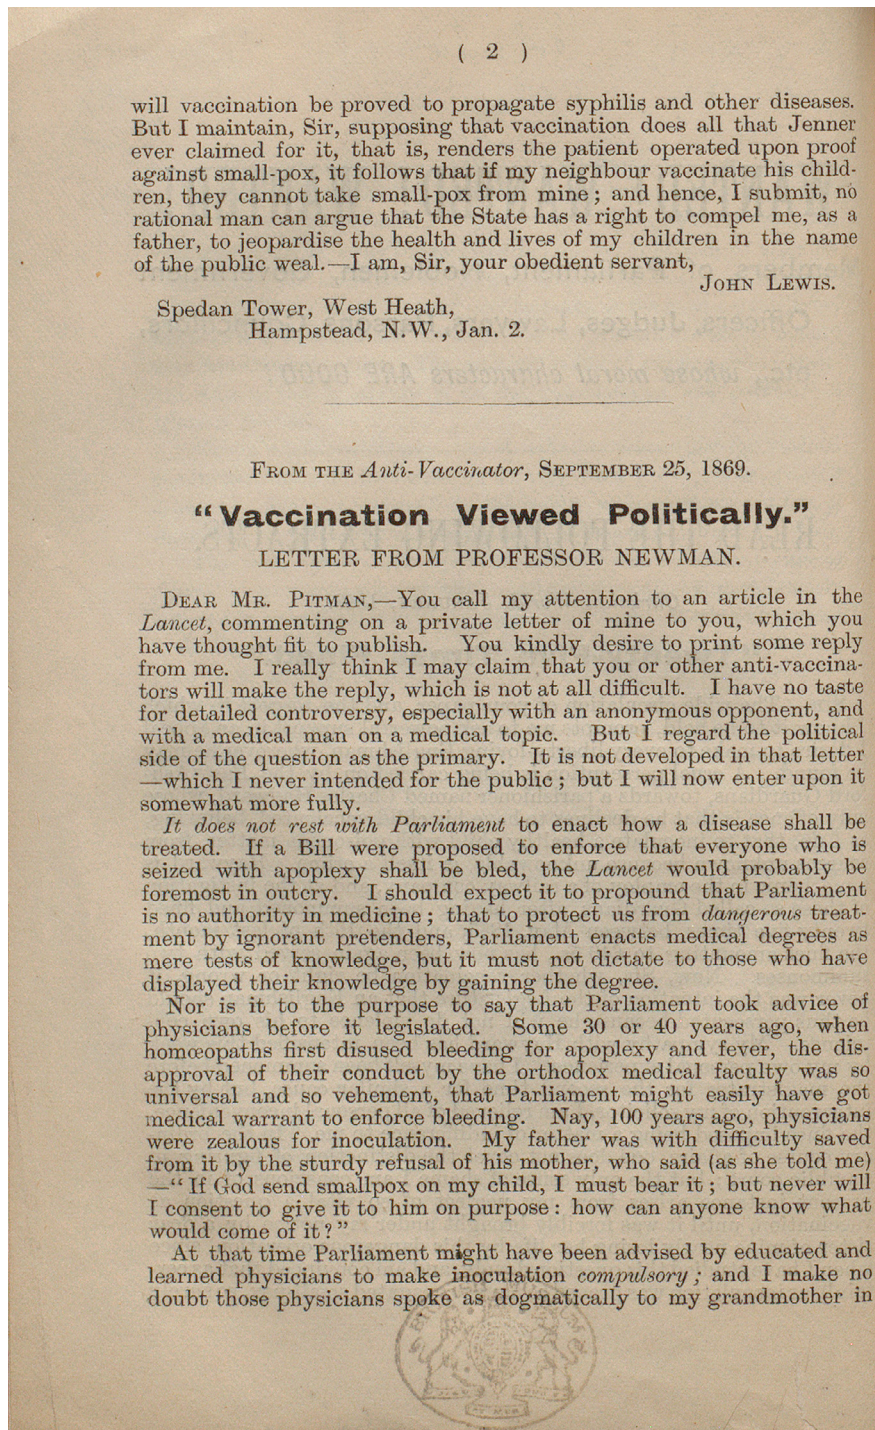 ( 2 )
will vaccination be proved to propagate syphilis and other diseases.
But I maintain, Sir, supposing that vaccination does all that Jenner
ever claimed for it, that is, renders the patient operated upon proof
against small-pox, it follows that if my neighbour vaccinate his child-
ren, they cannot take small-pox from mine; and hence, I submit, no
rational man can argue that the State has a right to compel me, as a
father, to jeopardise the health and lives of my children in the name
of the public weal.—I am, Sir, your obedient servant,
JOHN LEWIS.
Spedan Tower, West Heath,
Hampstead, N.W., Jan. 2.
FROM THE Anti-Vaccinator, SEPTEMBER 25, 1869.
"Vaccination Viewed Politically."
LETTER FROM PROFESSOR NEWMAN.
DEAR MR. PITMAN,—You call my attention to an article in the
Lancet, commenting on a private letter of mine to you, which you
have thought fit to publish. You kindly desire to print some reply
from me. I really think I may claim that you or other anti-vaccina-
tors will make the reply, which is not at all difficult. I have no taste
for detailed controversy, especially with an anonymous opponent, and
with a medical man on a medical topic. But I regard the political
side of the question as the primary. It is not developed in that letter
—which I never intended for the public; but I will now enter upon it
somewhat more fully.
It does not rest with Parliament to enact how a disease shall be
treated. If a Bill were proposed to enforce that everyone who is
seized with apoplexy shall be bled, the Lancet would probably be
foremost in outcry. I should expect it to propound that Parliament
is no authority in medicine; that to protect us from dangerous treat-
ment by ignorant pretenders, Parliament enacts medical degrees as
mere tests of knowledge, but it must not dictate to those who have
displayed their knowledge by gaining the degree.
Nor is it to the purpose to say that Parliament took advice of
physicians before it legislated. Some 30 or 40 years ago, when
homœopaths first disused bleeding for apoplexy and fever, the dis-
approval of their conduct by the orthodox medical faculty was so
universal and so vehement, that Parliament might easily have got
medical warrant to enforce bleeding. Nay, 100 years ago, physicians
were zealous for inoculation. My father was with difficulty saved
from it by the sturdy refusal of his mother, who said (as she told me)
—"If God send smallpox on my child, I must bear it; but never will
I consent to give it to him on purpose: how can anyone know what
would come of it?"
At that time Parliament might have been advised by educated and
learned physicians to make inoculation compulsory; and I make no
doubt those physicians spoke as dogmatically to my grandmother in